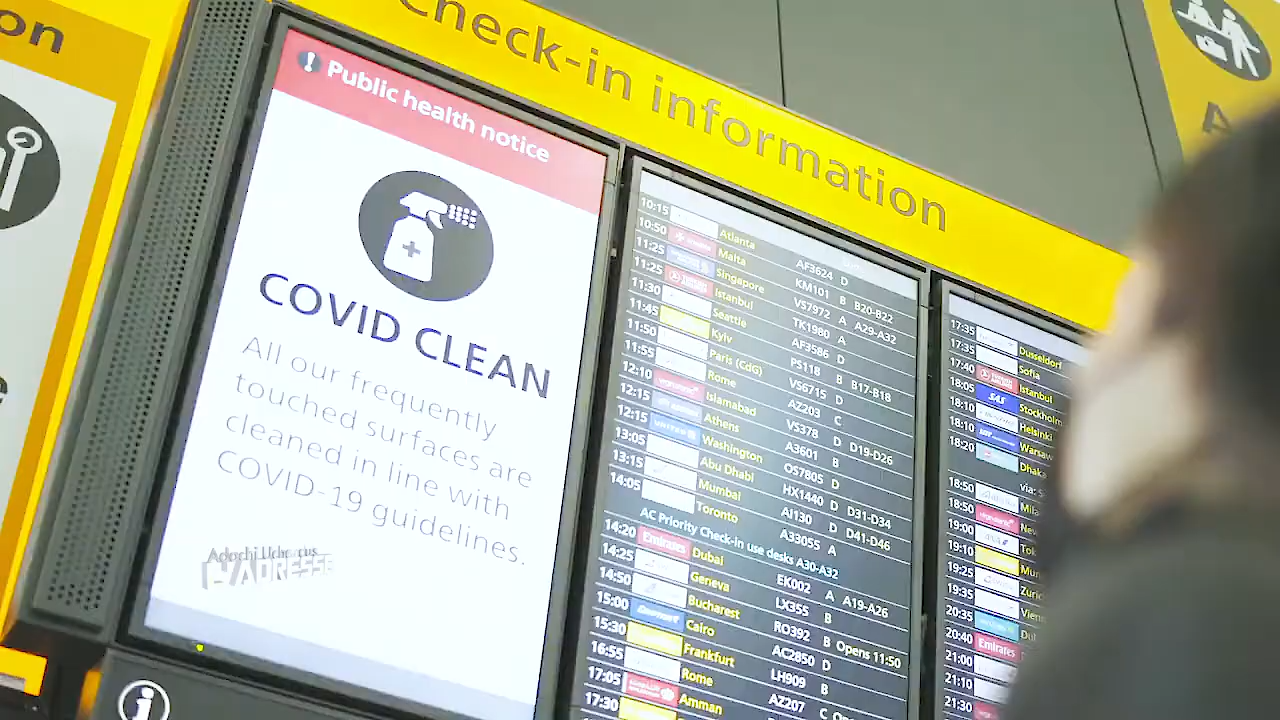 on
Check-in information
Public health notice
COVID CLEAN
All our frequently
touched surfaces are
cleaned in line with
COVID-19 guidelines.
L'ADRESSE
10:15 Atlanta AF3624 D
10:50 Malta KM101 B B20-B22
11:25 Singapore VS7972 A A29-A32
11:25 Istanbul TK1980 A
11:30 Seattle AF3586 D
11:45 Kyiv PS118 B B17-B18
11:50 Paris (CdG) VS6715 D
11:55 Rome AZ203 C
12:10 Islamabad VS378 D D19-D26
12:15 Athens A3601 B
12:15 Washington OS7805 D
13:05 Abu Dhabi HX1440 D D31-D34
13:15 Mumbai AI130 D D41-D46
14:05 Toronto A33055 A
AC Priority Check-in use desks A30-A32
14:20 Emirates Dubai EK002 A A19-A26
14:25 Geneva LX355 B
14:50 Bucharest RO392 B Opens 11:50
15:00 Cairo AC2850 D
15:30 Frankfurt LH909 B
16:55 Rome AZ207 C
17:05 Amman
17:30
17:35 Dusseldorf
17:35 Sofia
17:40 Istanbul
18:05 SAS Stockholm
18:10 Helsinki
18:10 Warsaw
18:20 Dhaka
via:
18:50
18:50
19:00
19:10
19:25
19:35
20:35
20:40 Emirates
21:00
21:10
21:30
A